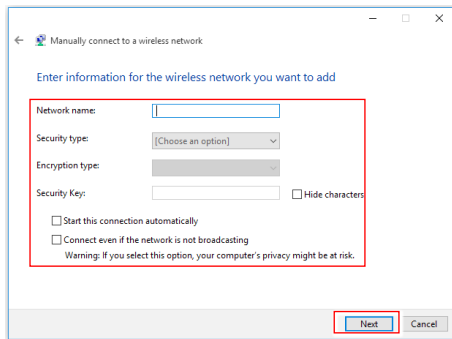 Manually connect to a wireless network
Enter information for the wireless network you want to add
Network name:
Security type: [Choose an option]
Encryption type:
Security Key: Hide characters
Start this connection automatically
Connect even if the network is not broadcasting
Warning: If you select this option, your computer's privacy might be at risk.
Next Cancel